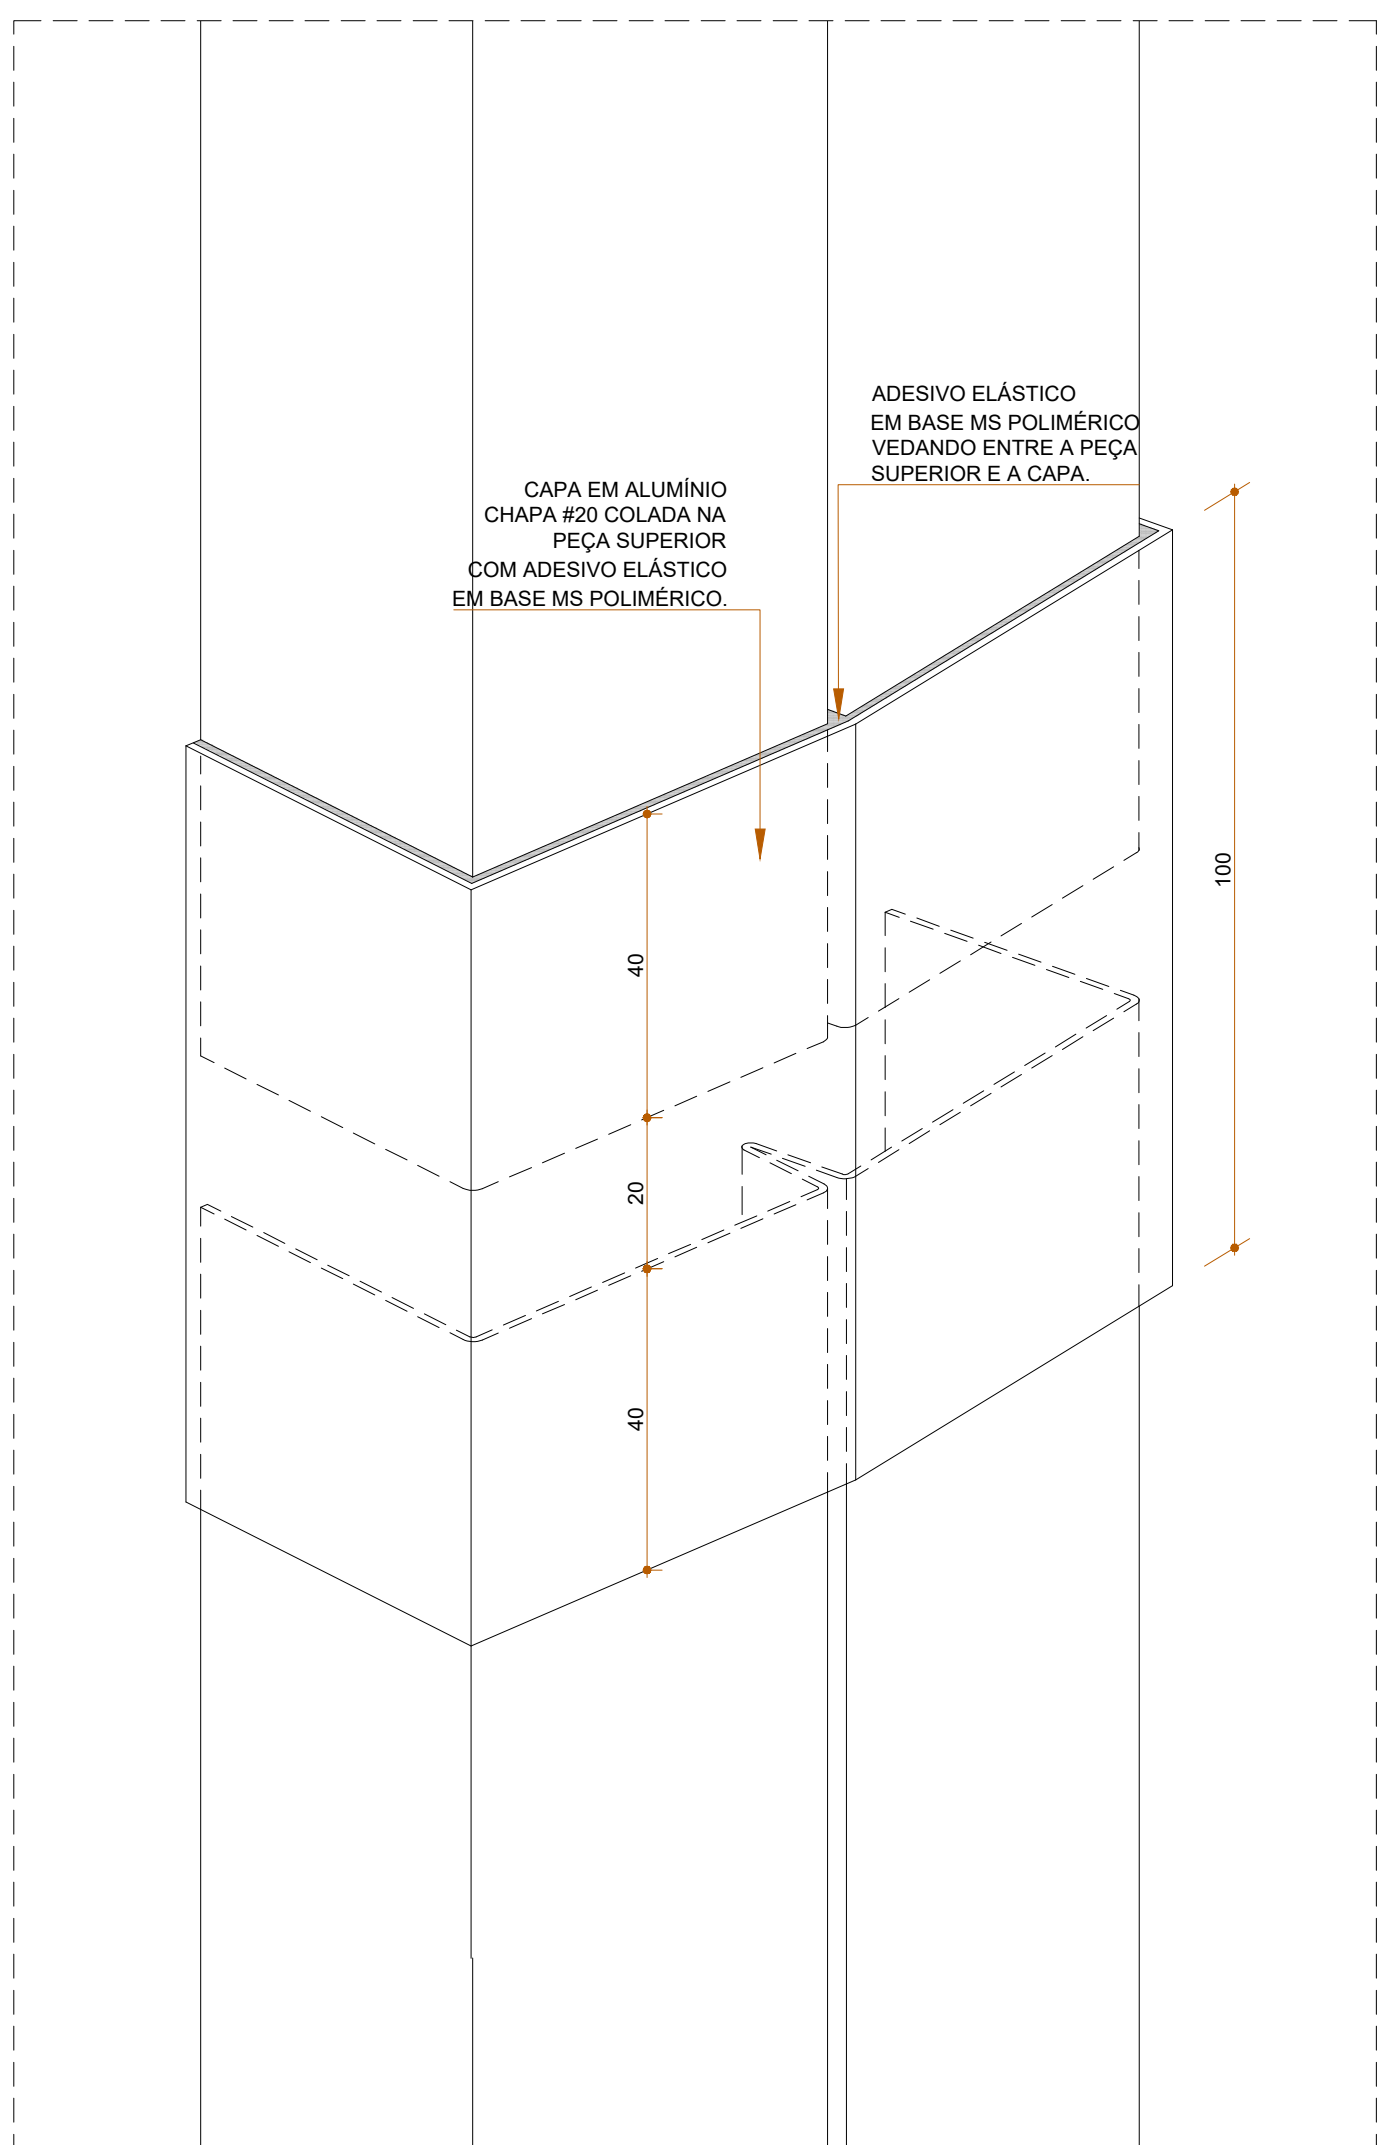 ADESIVO ELÁSTICO
EM BASE MS POLIMÉRICO
VEDANDO ENTRE A PEÇA
SUPERIOR E A CAPA.
CAPA EM ALUMÍNIO
CHAPA #20 COLADA NA
PEÇA SUPERIOR
COM ADESIVO ELÁSTICO
EM BASE MS POLIMÉRICO.
100
40
20
40